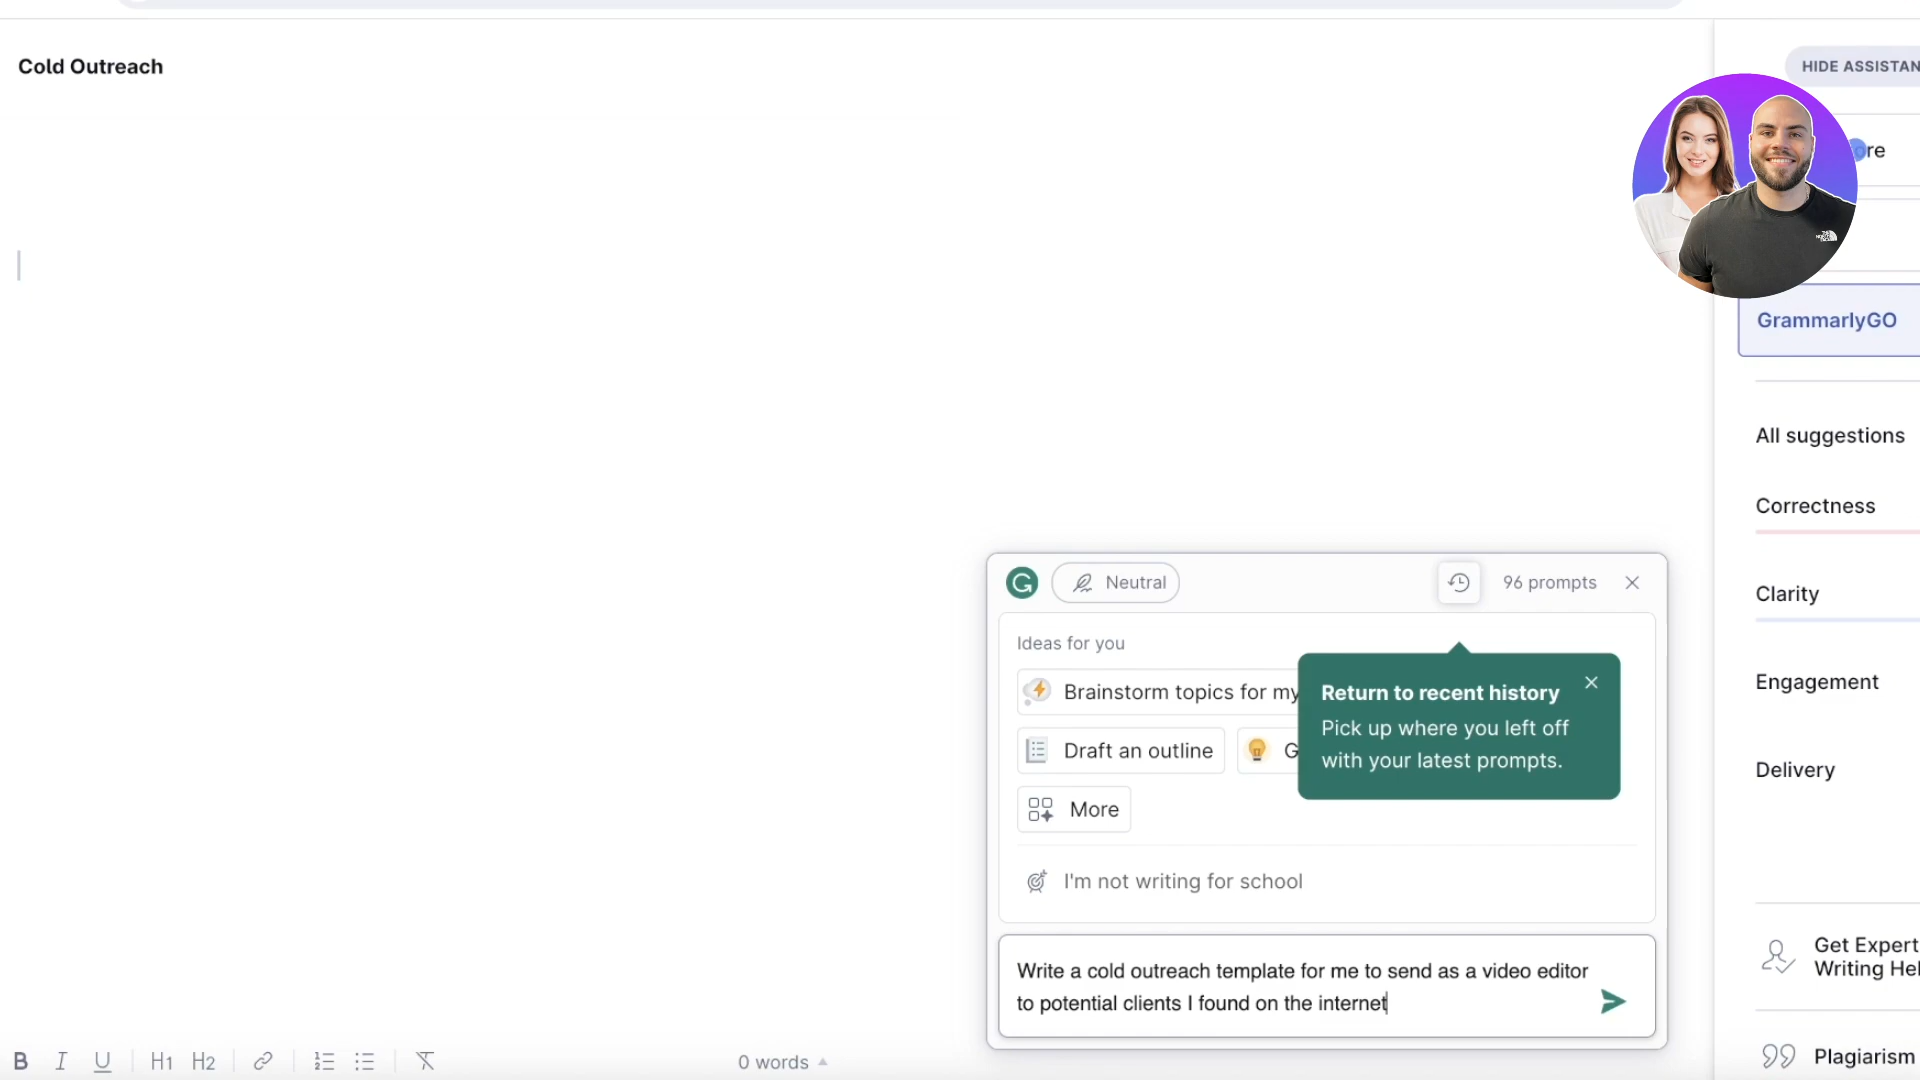 Cold Outreach
HIDE ASSISTAN
ore
GrammarlyGO
All suggestions
Correctness
Clarity
Engagement
Delivery
Get Expert
Writing Hel
Plagiarism
Neutral
96 prompts
Ideas for you
Brainstorm topics for my
Draft an outline
G
More
Return to recent history
Pick up where you left off
with your latest prompts.
I'm not writing for school
Write a cold outreach template for me to send as a video editor
to potential clients I found on the internet
B I U H1 H2
0 words